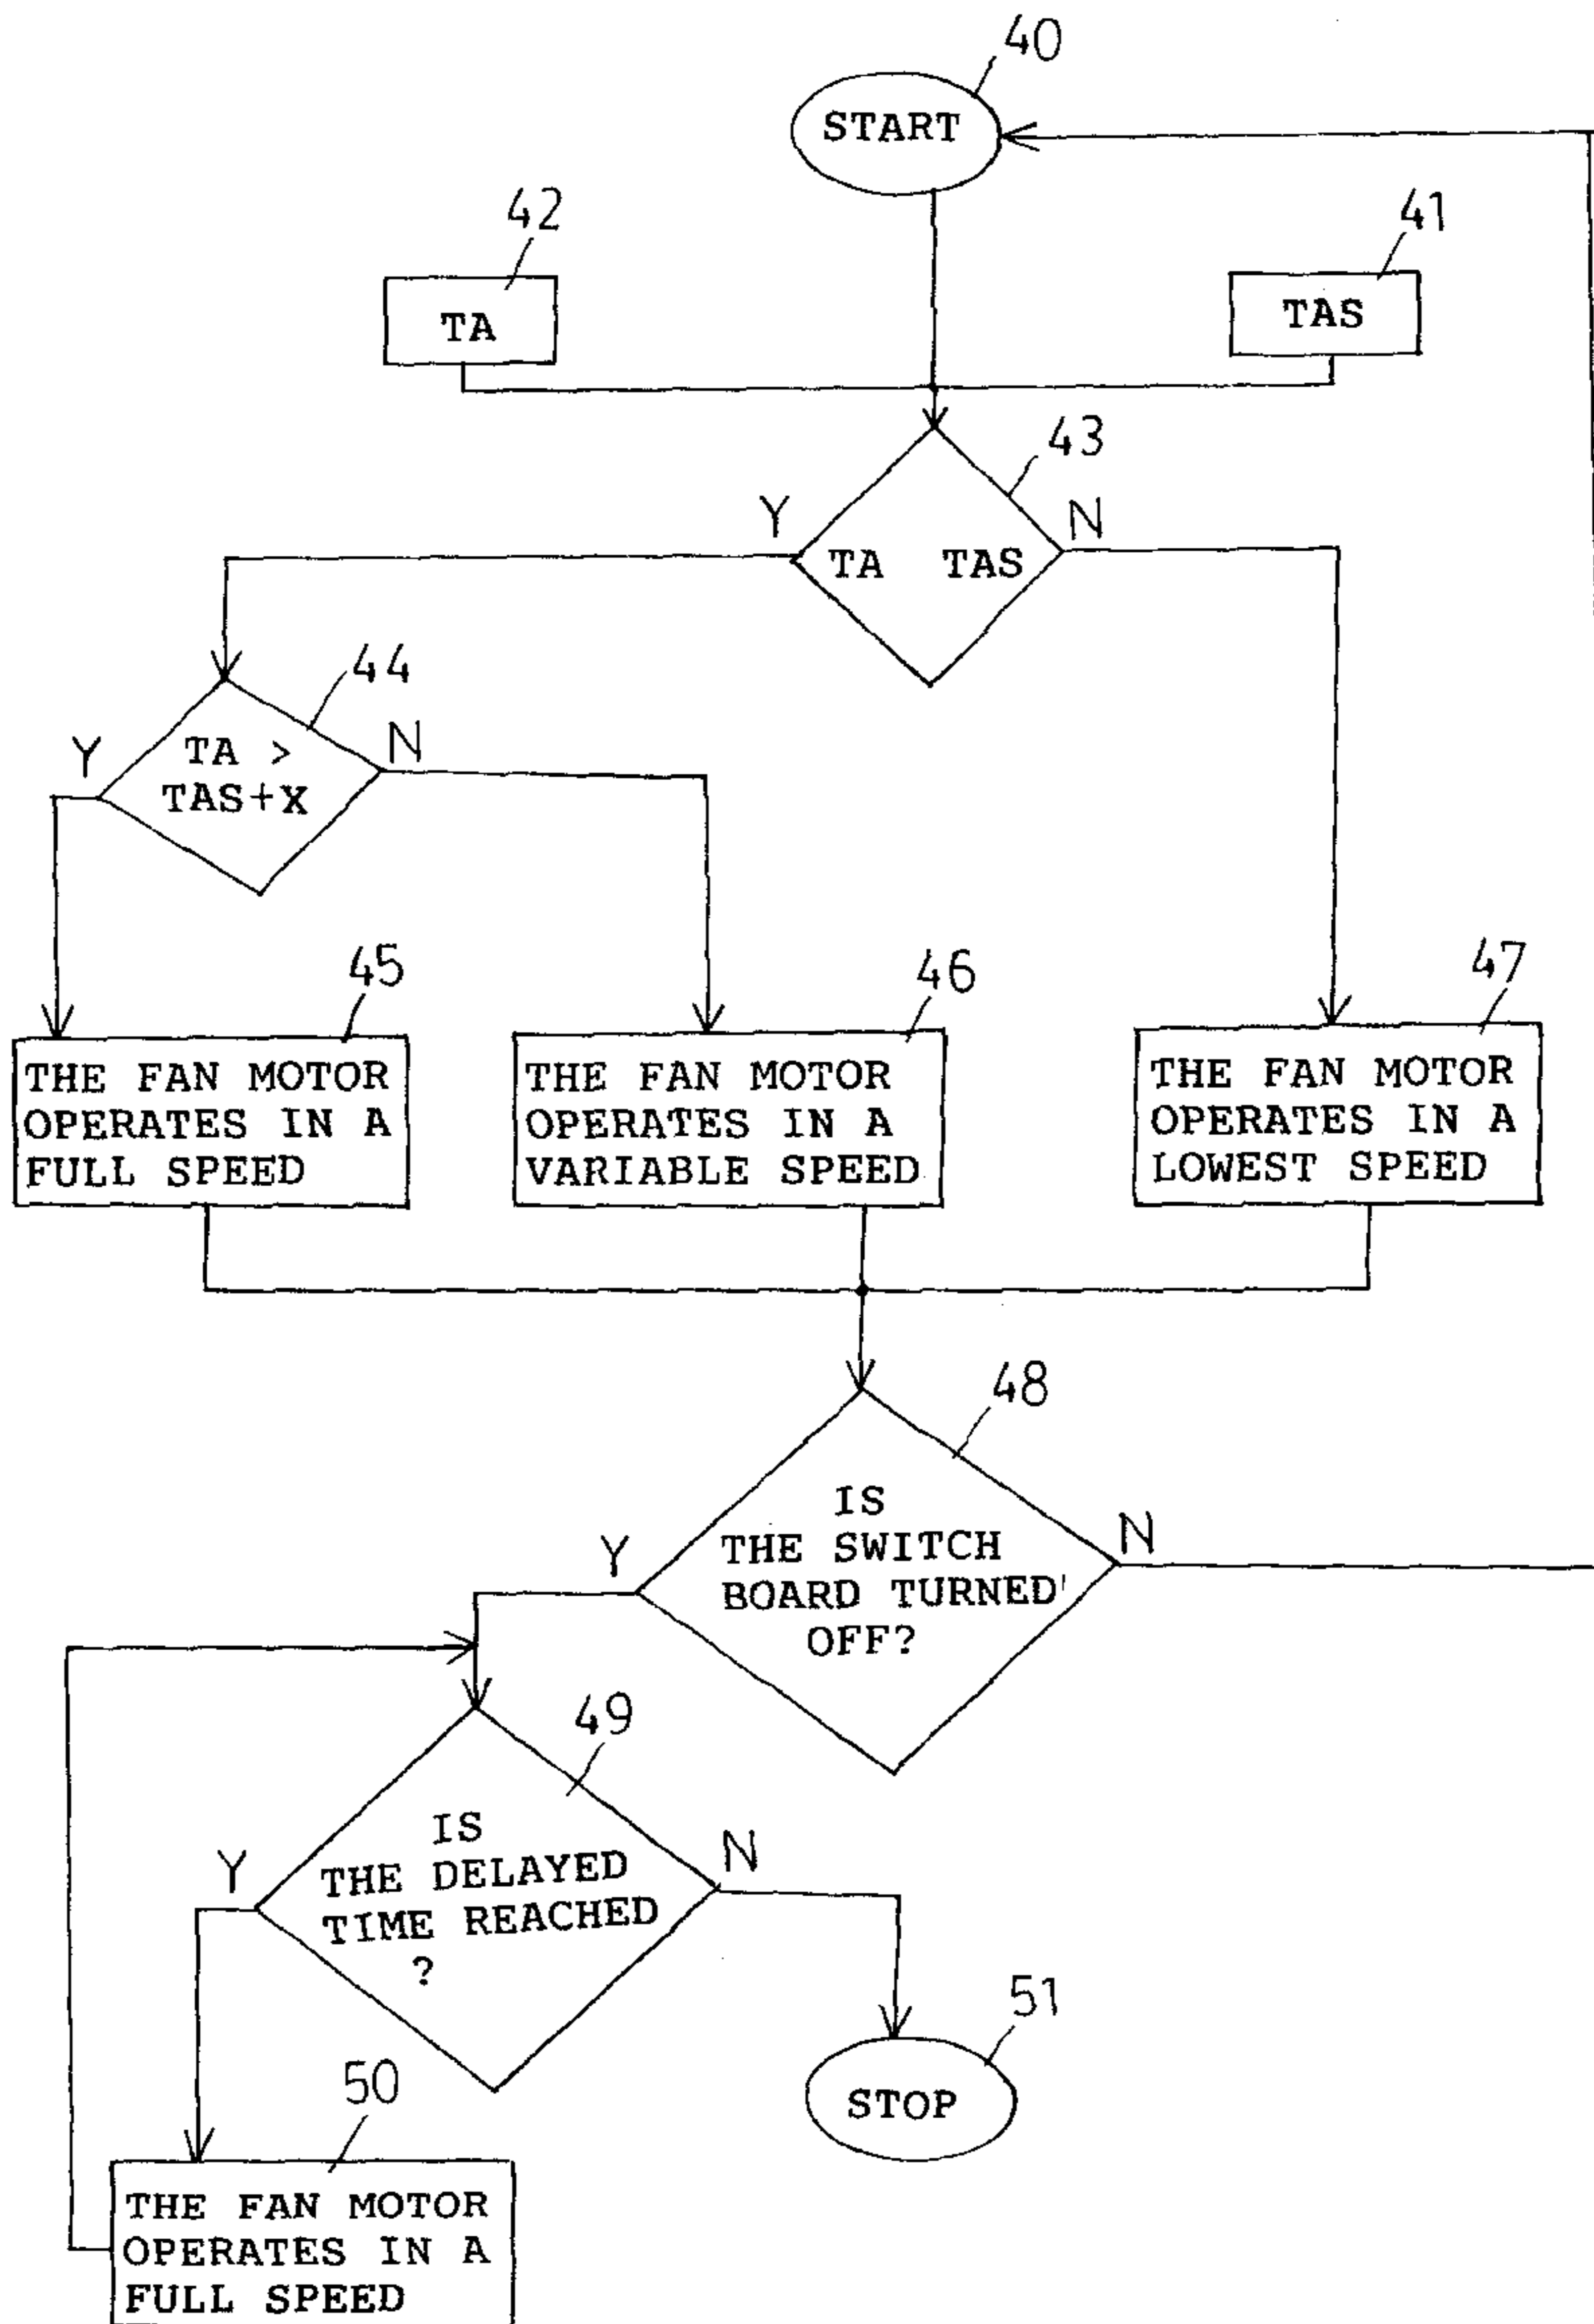 40
START
42
41
TA
TAS
43
Y
N
TA TAS
44
Y
N
TA >
TAS+X
45
46
47
THE FAN MOTOR
OPERATES IN A
FULL SPEED
THE FAN MOTOR
OPERATES IN A
VARIABLE SPEED
THE FAN MOTOR
OPERATES IN A
LOWEST SPEED
48
IS
THE SWITCH
BOARD TURNED
OFF?
Y
N
49
IS
THE DELAYED
TIME REACHED
?
Y
N
51
STOP
50
THE FAN MOTOR
OPERATES IN A
FULL SPEED